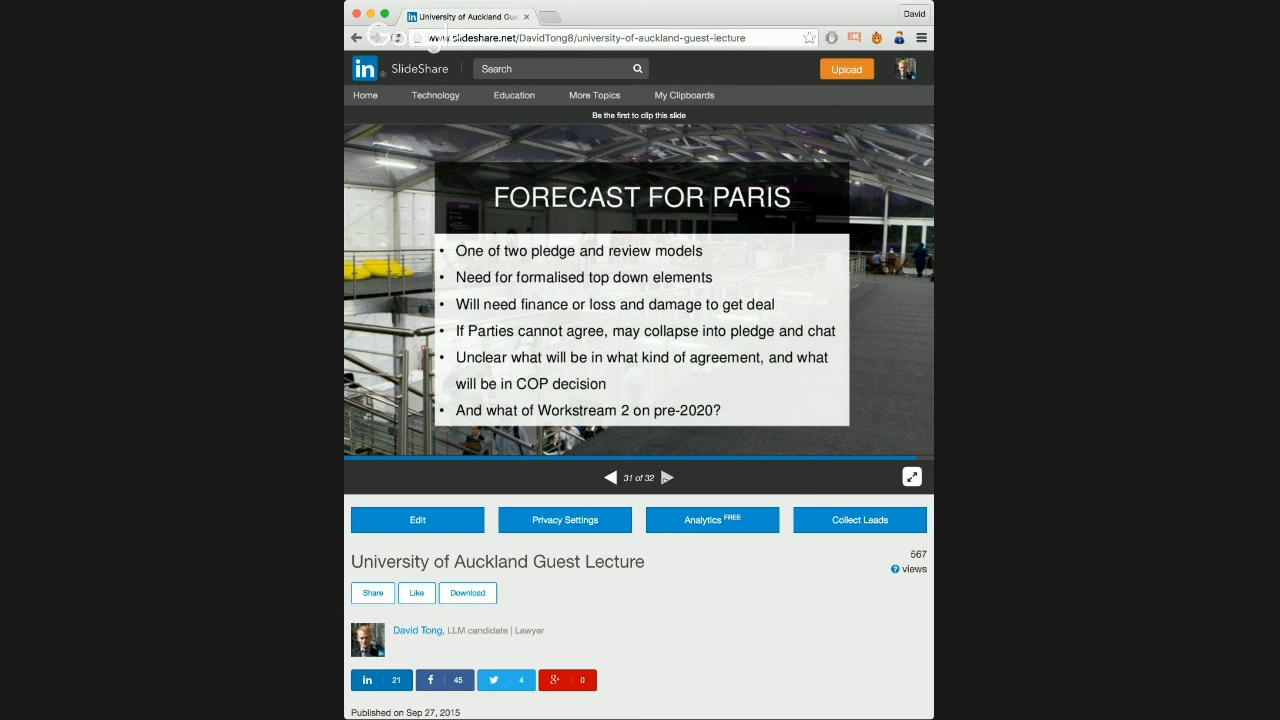 University of Auckland Gu
David
Google
www.slideshare.net/DavidTong8/university-of-auckland-guest-lecture
in SlideShare
Search
Upload
Home Technology Education More Topics My Clipboards
Be the first to clip this slide
FORECAST FOR PARIS
• One of two pledge and review models
• Need for formalised top down elements
• Will need finance or loss and damage to get deal
• If Parties cannot agree, may collapse into pledge and chat
• Unclear what will be in what kind of agreement, and what
will be in COP decision
• And what of Workstream 2 on pre-2020?
31 of 32
Edit Privacy Settings Analytics FREE Collect Leads
University of Auckland Guest Lecture
567
views
Share Like Download
David Tong, LLM candidate | Lawyer
in 21 f 45 4 g+ 0
Published on Sep 27, 2015